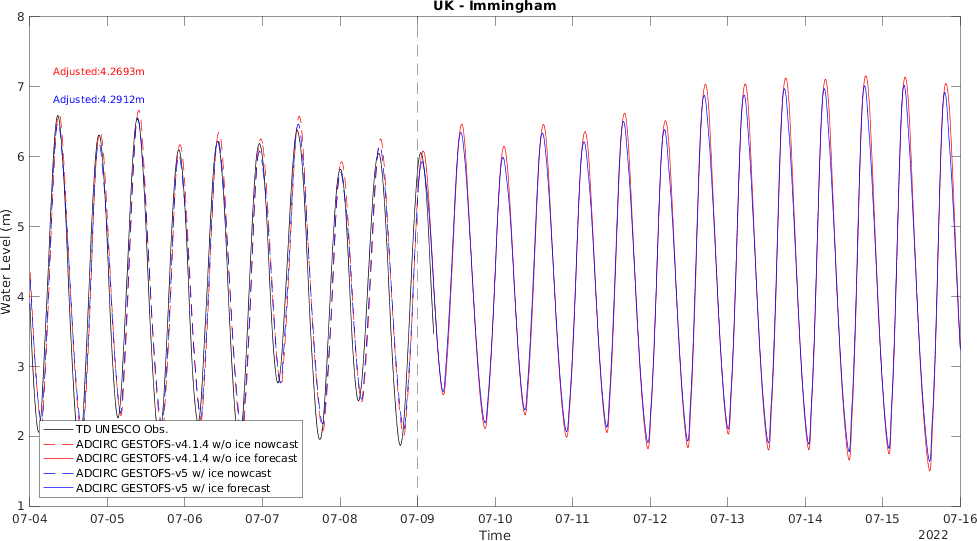 UK - Immingham
8
7
6
5
4
3
2
1
Water Level (m)
Adjusted:4.2693m
Adjusted:4.2912m
TD UNESCO Obs.
ADCIRC GESTOFS-v4.1.4 w/o ice nowcast
ADCIRC GESTOFS-v4.1.4 w/o ice forecast
ADCIRC GESTOFS-v5 w/ ice nowcast
ADCIRC GESTOFS-v5 w/ ice forecast
07-04 07-05 07-06 07-07 07-08 07-09 07-10 07-11 07-12 07-13 07-14 07-15 07-16
Time
2022